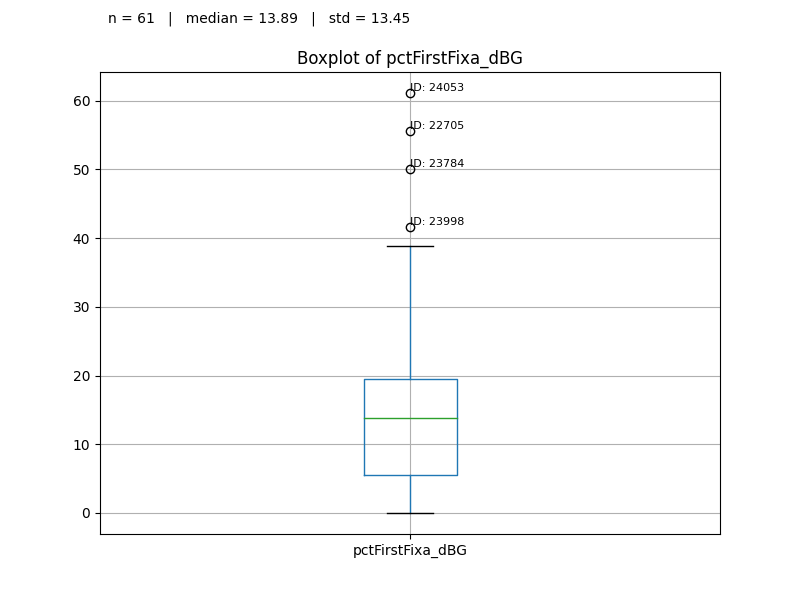 n = 61   |   median = 13.89   |   std = 13.45
Boxplot of pctFirstFixa_dBG
ID: 24053
60
ID: 22705
50
ID: 23784
ID: 23998
40
30
20
10
0
pctFirstFixa_dBG